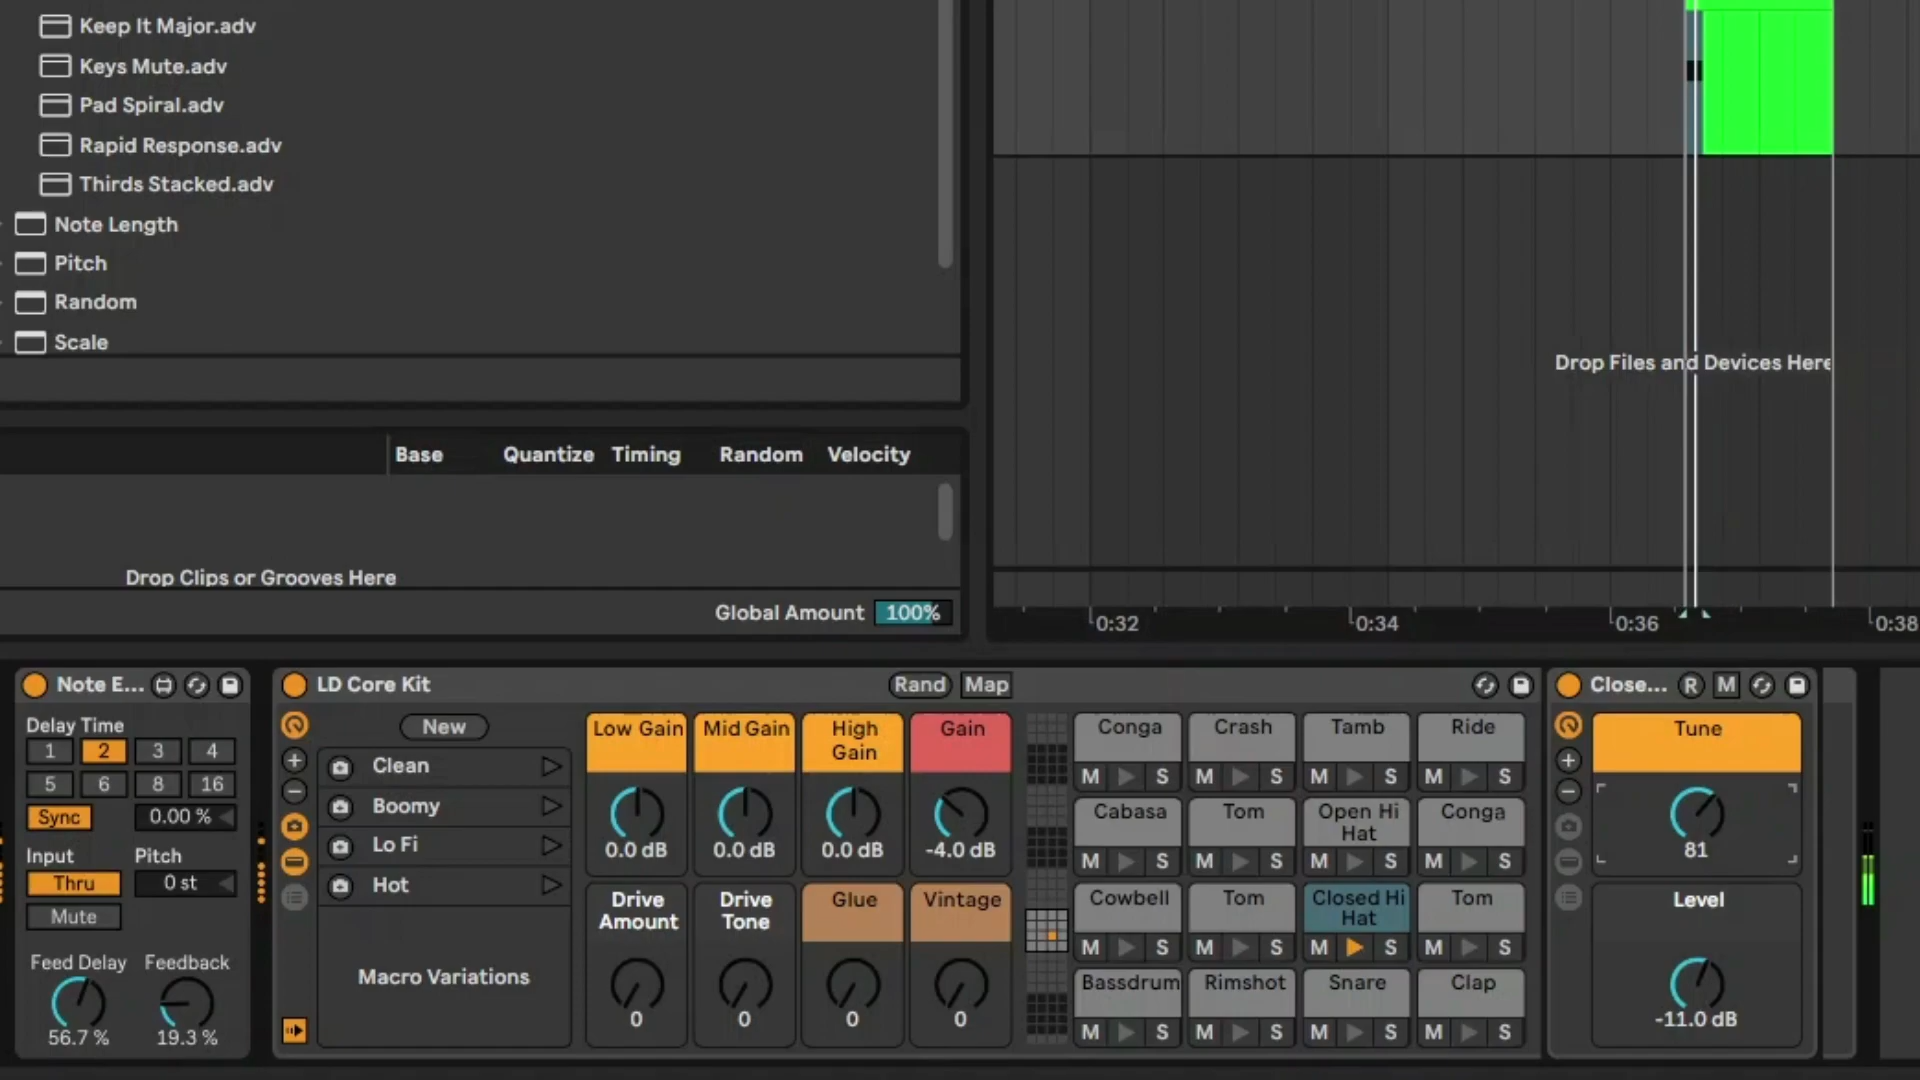 Keep It Major.adv
Keys Mute.adv
Pad Spiral.adv
Rapid Response.adv
Thirds Stacked.adv
Note Length
Pitch
Random
Scale
Drop Files and Devices Here
Base Quantize Timing Random Velocity
Drop Clips or Grooves Here
Global Amount 100%
0:32 0:34 0:36 0:38
Note E...
Delay Time
1 2 3 4
5 6 8 16
Sync 0.00 %
Input Pitch
Thru 0 st
Mute
Feed Delay Feedback
56.7 % 19.3 %
LD Core Kit Rand Map
New
Clean
Boomy
Lo Fi
Hot
Macro Variations
Low Gain Mid Gain High Gain Gain
0.0 dB 0.0 dB 0.0 dB -4.0 dB
Drive Amount Drive Tone Glue Vintage
0 0 0 0
Conga Crash Tamb Ride
M S M S M S M S
Cabasa Tom Open Hi Hat Conga
M S M S M S M S
Cowbell Tom Closed Hi Hat Tom
M S M S M S M S
Bassdrum Rimshot Snare Clap
M S M S M S M S
Close... R M
Tune
81
Level
-11.0 dB